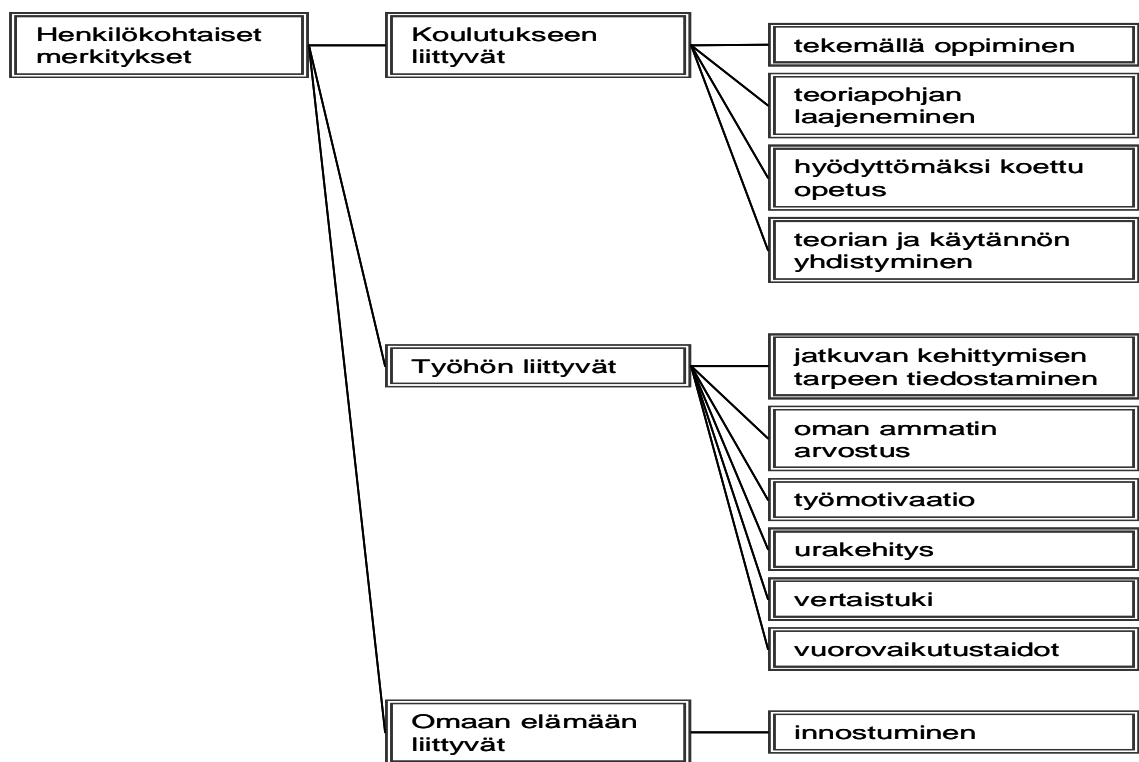 Henkilökohtaiset
merkitykset
Koulutukseen
liittyvät
tekemällä oppiminen
teoriapohjan
laajeneminen
hyödyttömäksi koettu
opetus
teorian ja käytännön
yhdistyminen
Työhön liittyvät
jatkuvan kehittymisen
tarpeen tiedostaminen
oman ammatin
arvostus
työmotivaatio
urakehitys
vertaistuki
vuorovaikutustaidot
Omaan elämään
liittyvät
innostuminen